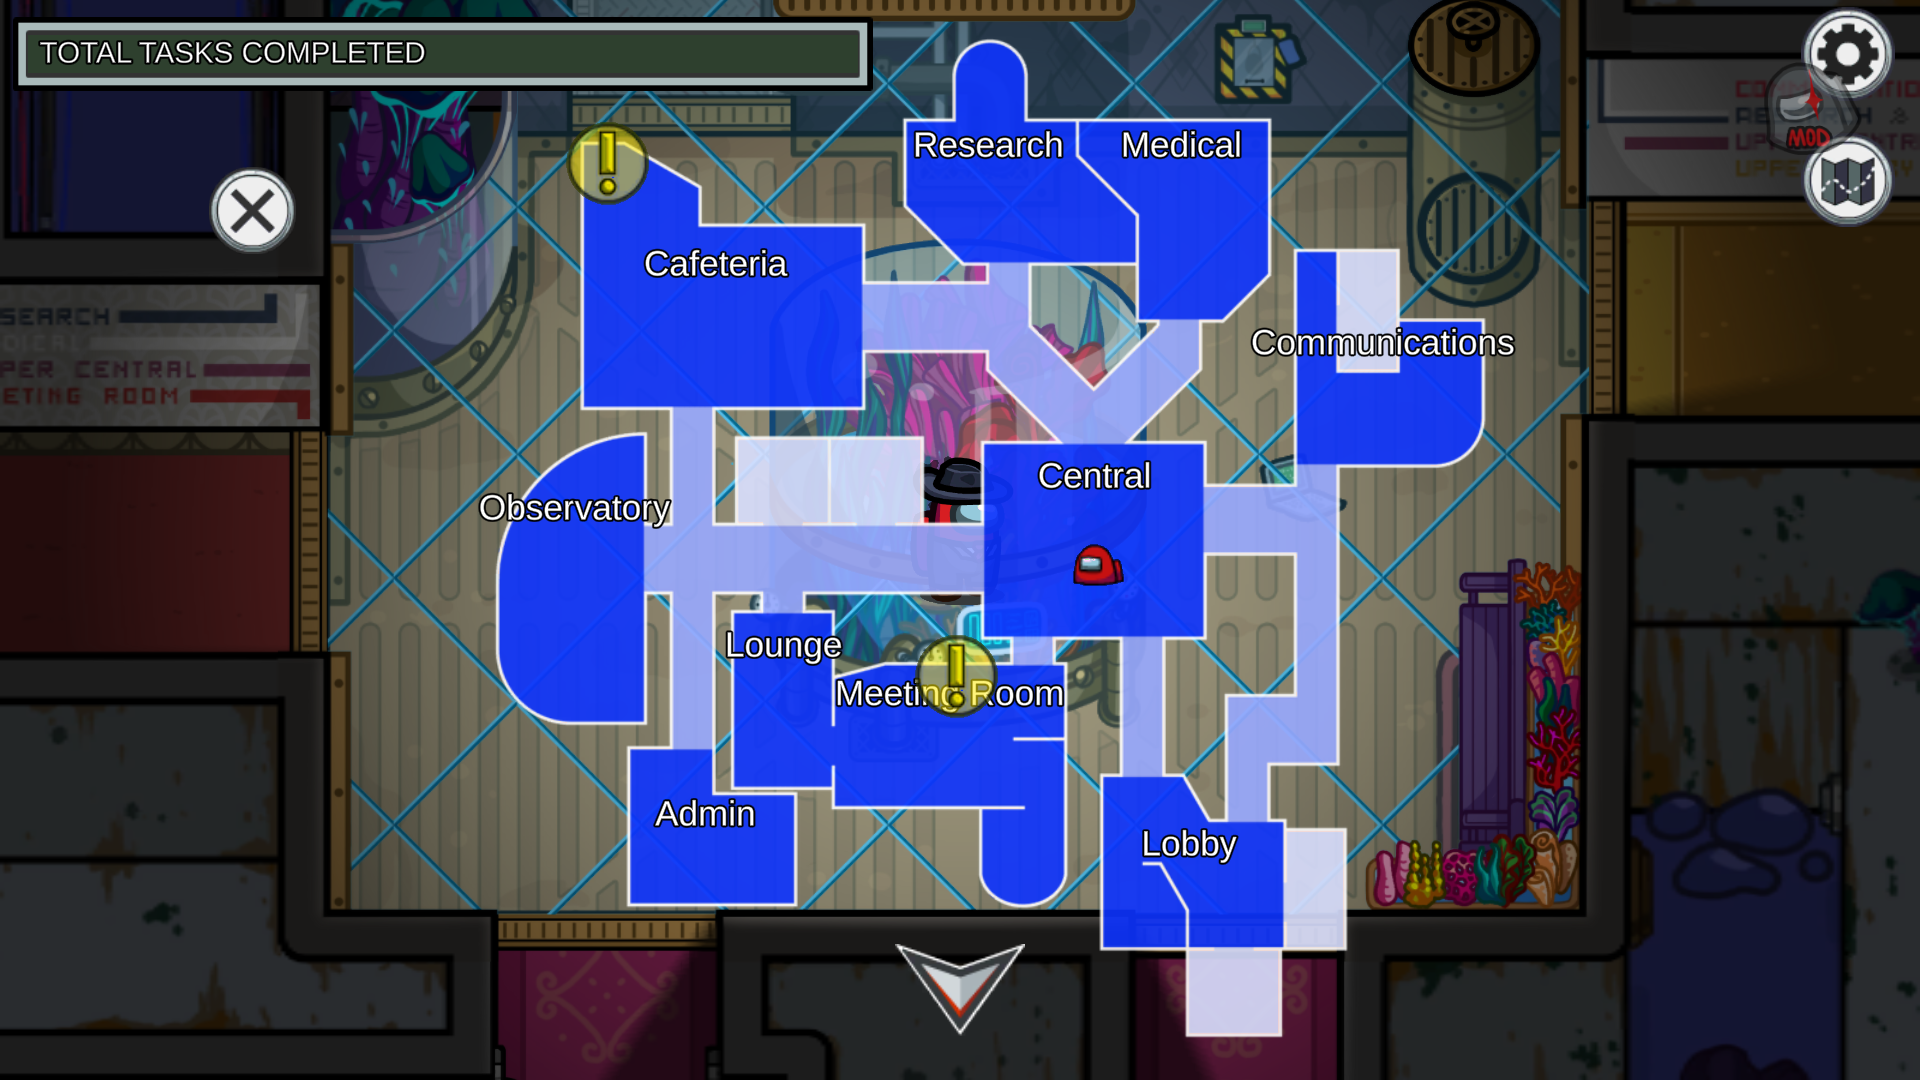 TOTAL TASKS COMPLETED
MOD
Research
Medical
Cafeteria
Communications
SEARCH
DICAL
PER CENTRAL
ETING ROOM
Central
Observatory
Lounge
Meeting Room
Admin
Lobby